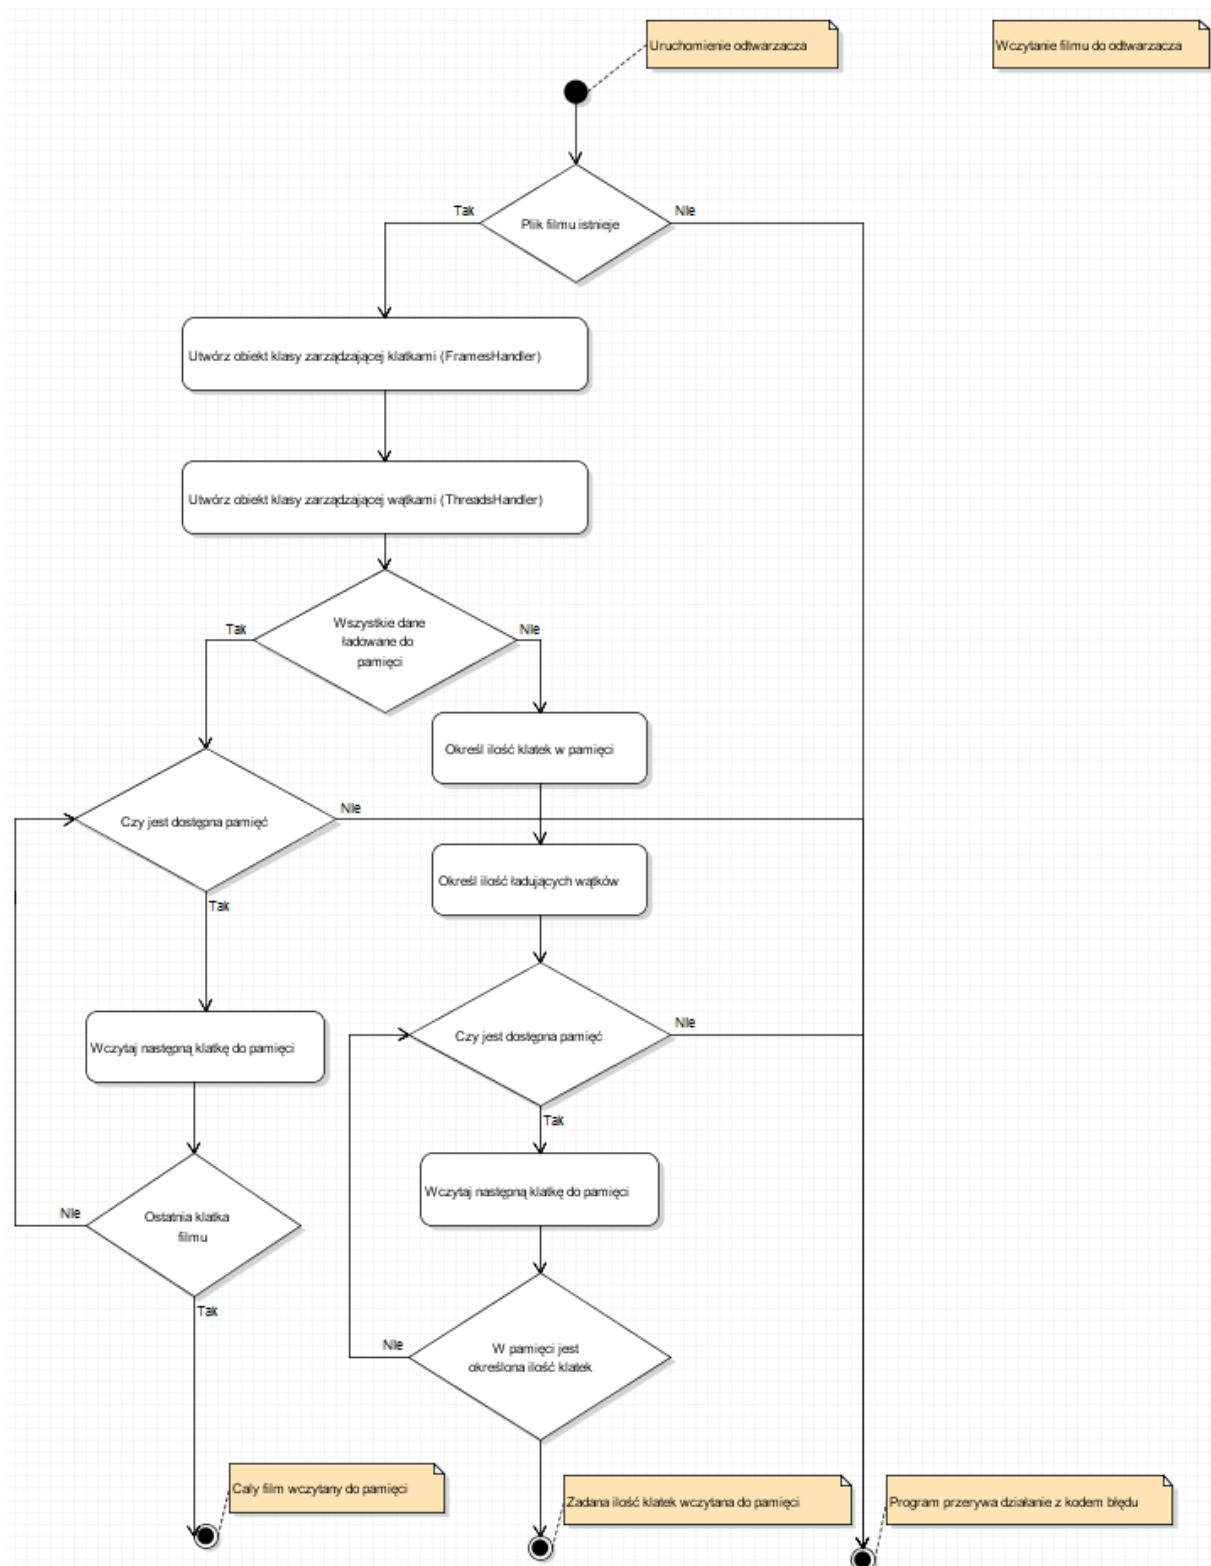 Uruchomienie odtwarzacza
Wczytanie filmu do odtwarzacza
Tak
Nie
Plik filmu istnieje
Utwórz obiekt klasy zarządzającej klatkami (FramesHandler)
Utwórz obiekt klasy zarządzającej wątkami (ThreadsHandler)
Wszystkie dane
ładowane do
pamięci
Tak
Nie
Określ ilość klatek w pamięci
Czy jest dostępna pamięć
Nie
Określ ilość ładujących wątków
Tak
Czy jest dostępna pamięć
Nie
Wczytaj następną klatkę do pamięci
Tak
Wczytaj następną klatkę do pamięci
Ostatnia klatka
filmu
Nie
Tak
W pamięci jest
określona ilość klatek
Nie
Cały film wczytany do pamięci
Zadana ilość klatek wczytana do pamięci
Program przerywa działanie z kodem błędu